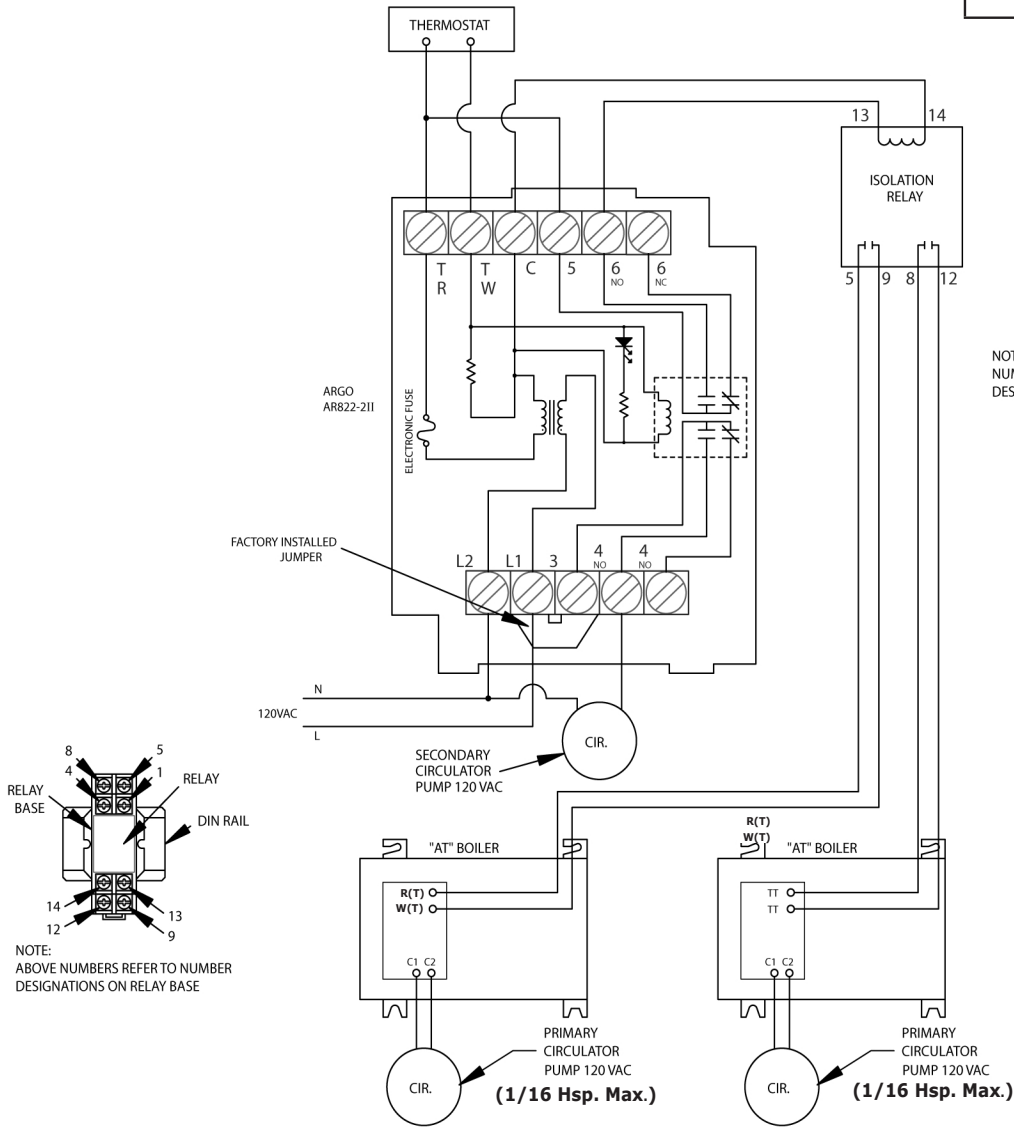 THERMOSTAT
13
14
ISOLATION
RELAY
5
9
8
12
T
R
T
W
C
5
6
NO
6
NC
ARGO
AR822-2II
ELECTRONIC FUSE
FACTORY INSTALLED
JUMPER
L2
L1
3
4
NO
4
NO
N
120VAC
L
CIR.
SECONDARY
CIRCULATOR
PUMP 120 VAC
8
5
4
1
RELAY
RELAY
BASE
DIN RAIL
14
13
12
9
NOTE:
ABOVE NUMBERS REFER TO NUMBER
DESIGNATIONS ON RELAY BASE
"AT" BOILER
R(T)
W(T)
C1 C2
CIR.
PRIMARY
CIRCULATOR
PUMP 120 VAC
(1/16 Hsp. Max.)
R(T)
W(T)
"AT" BOILER
TT
TT
C1 C2
CIR.
PRIMARY
CIRCULATOR
PUMP 120 VAC
(1/16 Hsp. Max.)